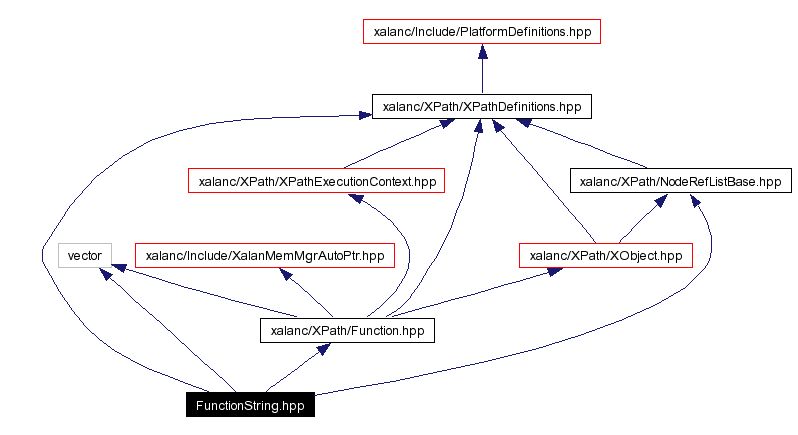 xalanc/Include/PlatformDefinitions.hpp
xalanc/XPath/XPathDefinitions.hpp
xalanc/XPath/XPathExecutionContext.hpp
xalanc/XPath/NodeRefListBase.hpp
vector
xalanc/Include/XalanMemMgrAutoPtr.hpp
xalanc/XPath/XObject.hpp
xalanc/XPath/Function.hpp
FunctionString.hpp